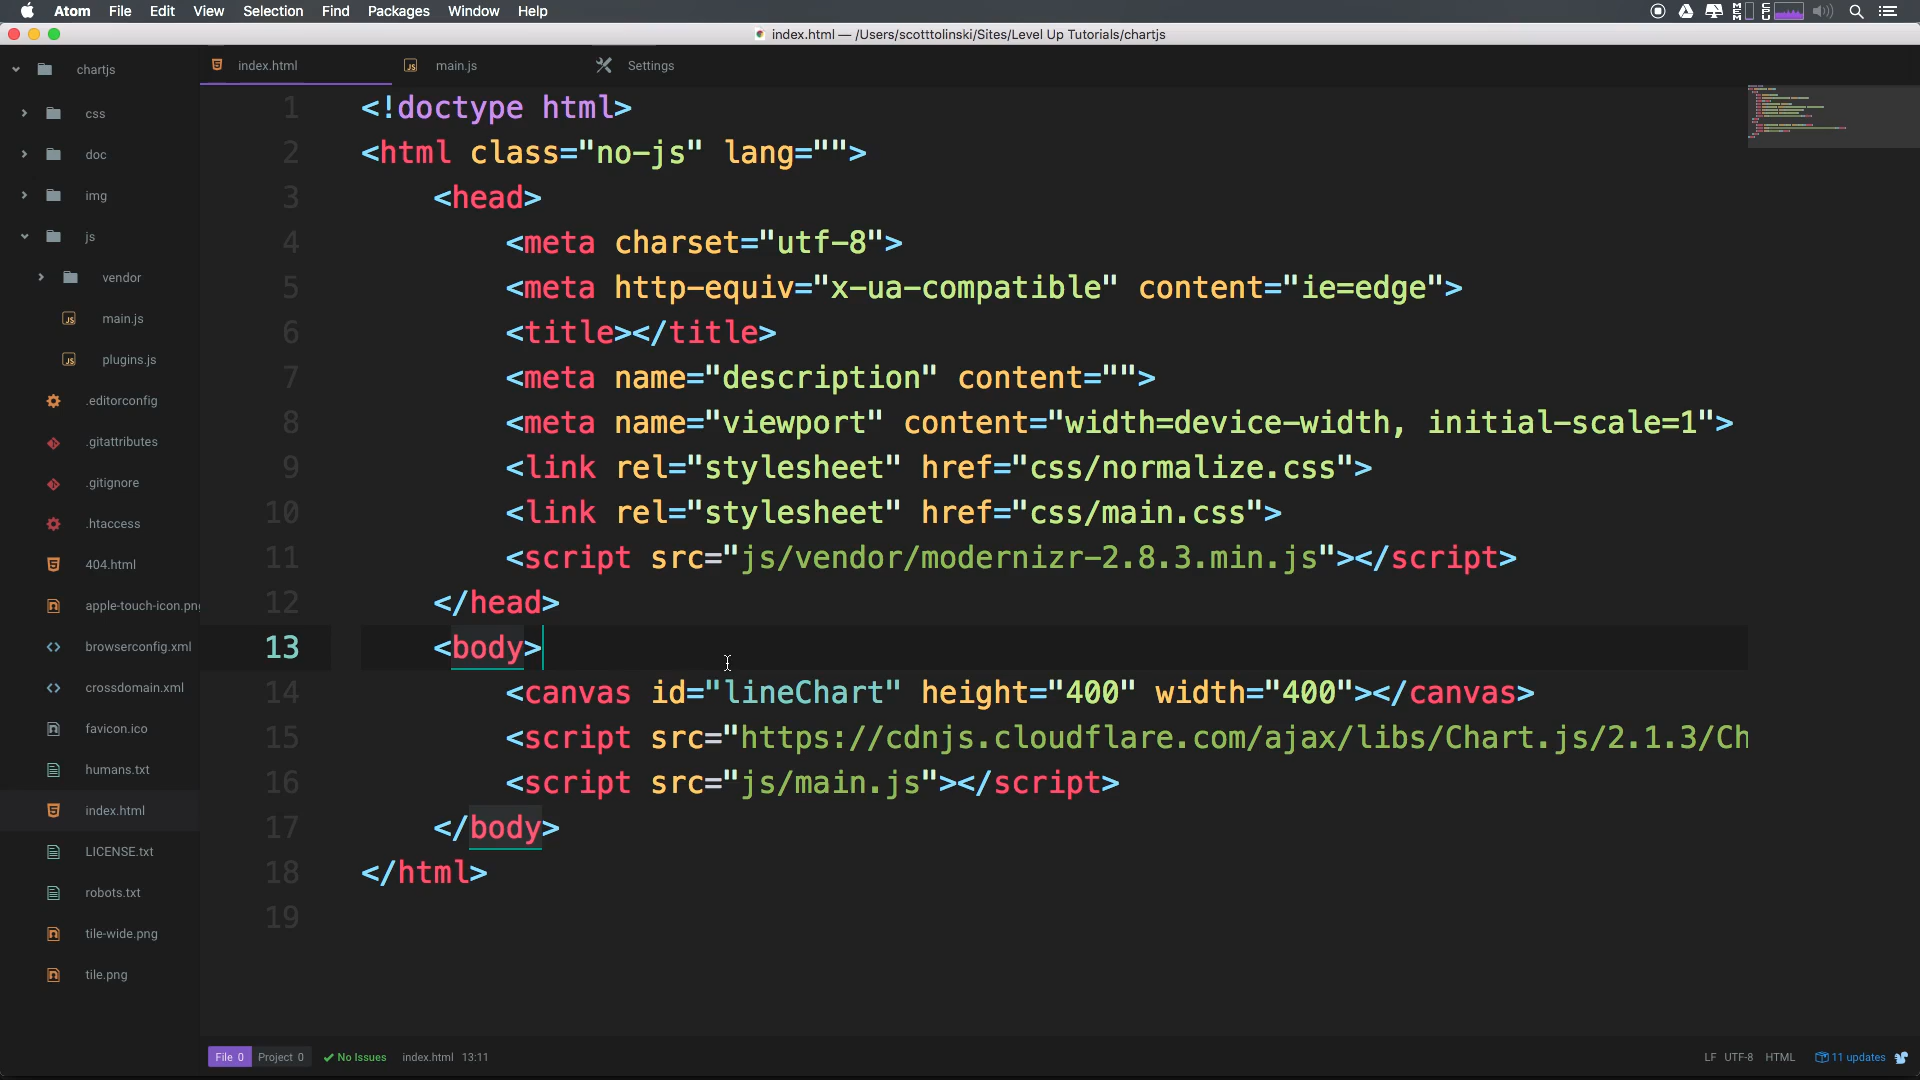 Atom File Edit View Selection Find Packages Window Help
index.html — /Users/scotttolinski/Sites/Level Up Tutorials/chartjs
chartjs
css
doc
img
js
vendor
main.js
plugins.js
.editorconfig
.gitattributes
.gitignore
.htaccess
404.html
apple-touch-icon.png
browserconfig.xml
crossdomain.xml
favicon.ico
humans.txt
index.html
LICENSE.txt
robots.txt
tile-wide.png
tile.png
index.html main.js Settings
1 <!doctype html>
2 <html class="no-js" lang="">
3 <head>
4 <meta charset="utf-8">
5 <meta http-equiv="x-ua-compatible" content="ie=edge">
6 <title></title>
7 <meta name="description" content="">
8 <meta name="viewport" content="width=device-width, initial-scale=1">
9 <link rel="stylesheet" href="css/normalize.css">
10 <link rel="stylesheet" href="css/main.css">
11 <script src="js/vendor/modernizr-2.8.3.min.js"></script>
12 </head>
13 <body>
14 <canvas id="lineChart" height="400" width="400"></canvas>
15 <script src="https://cdnjs.cloudflare.com/ajax/libs/Chart.js/2.1.3/Ch
16 <script src="js/main.js"></script>
17 </body>
18 </html>
19
File 0 Project 0 No Issues index.html 13:11 LF UTF-8 HTML 11 updates